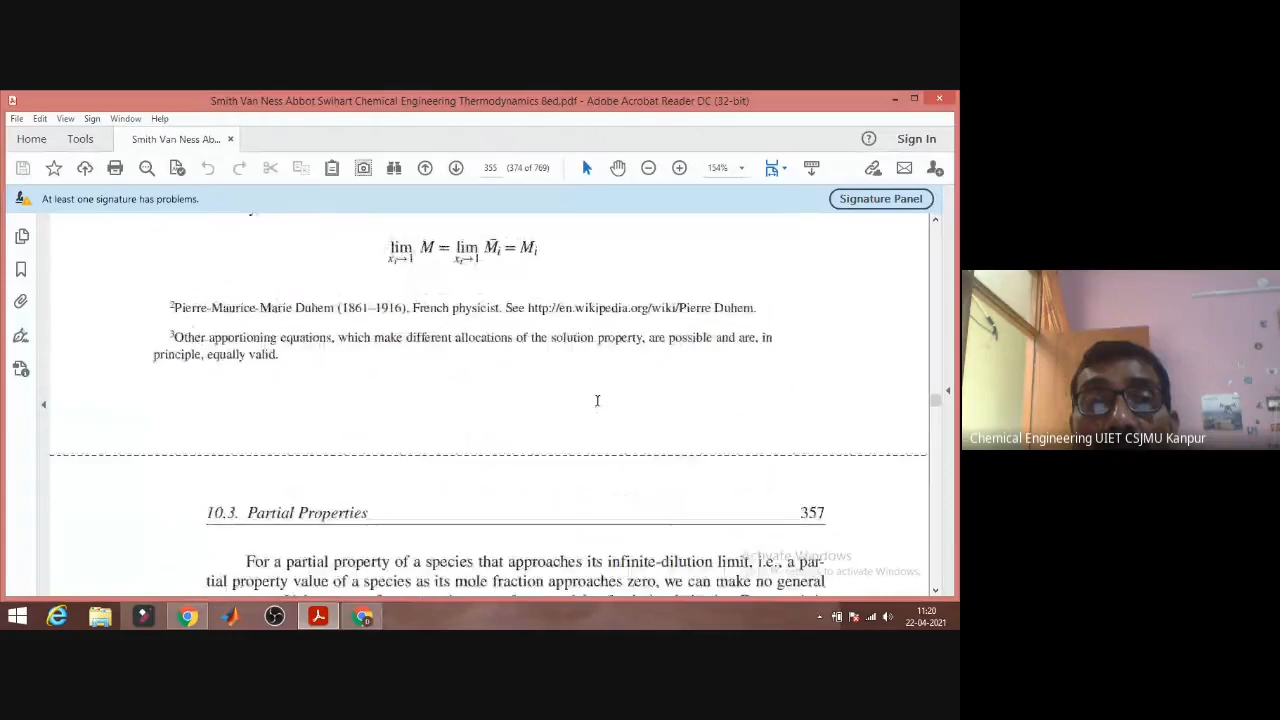 Smith Van Ness Abbot Swihart Chemical Engineering Thermodynamics 8ed.pdf - Adobe Acrobat Reader DC (32-bit)
File Edit View Sign Window Help
Home Tools Smith Van Ness Ab... × Sign In
355 (374 of 769) 154%
At least one signature has problems. Signature Panel
lim M = lim M̄i = Mi
xi→1 xi→1
2Pierre-Maurice-Marie Duhem (1861–1916), French physicist. See http://en.wikipedia.org/wiki/Pierre Duhem.
3Other apportioning equations, which make different allocations of the solution property, are possible and are, in
principle, equally valid.
10.3. Partial Properties 357
For a partial property of a species that approaches its infinite-dilution limit, i.e., a par-
tial property value of a species as its mole fraction approaches zero, we can make no general
Activate Windows
to activate Windows.
11:20
22-04-2021
Chemical Engineering UIET CSJMU Kanpur